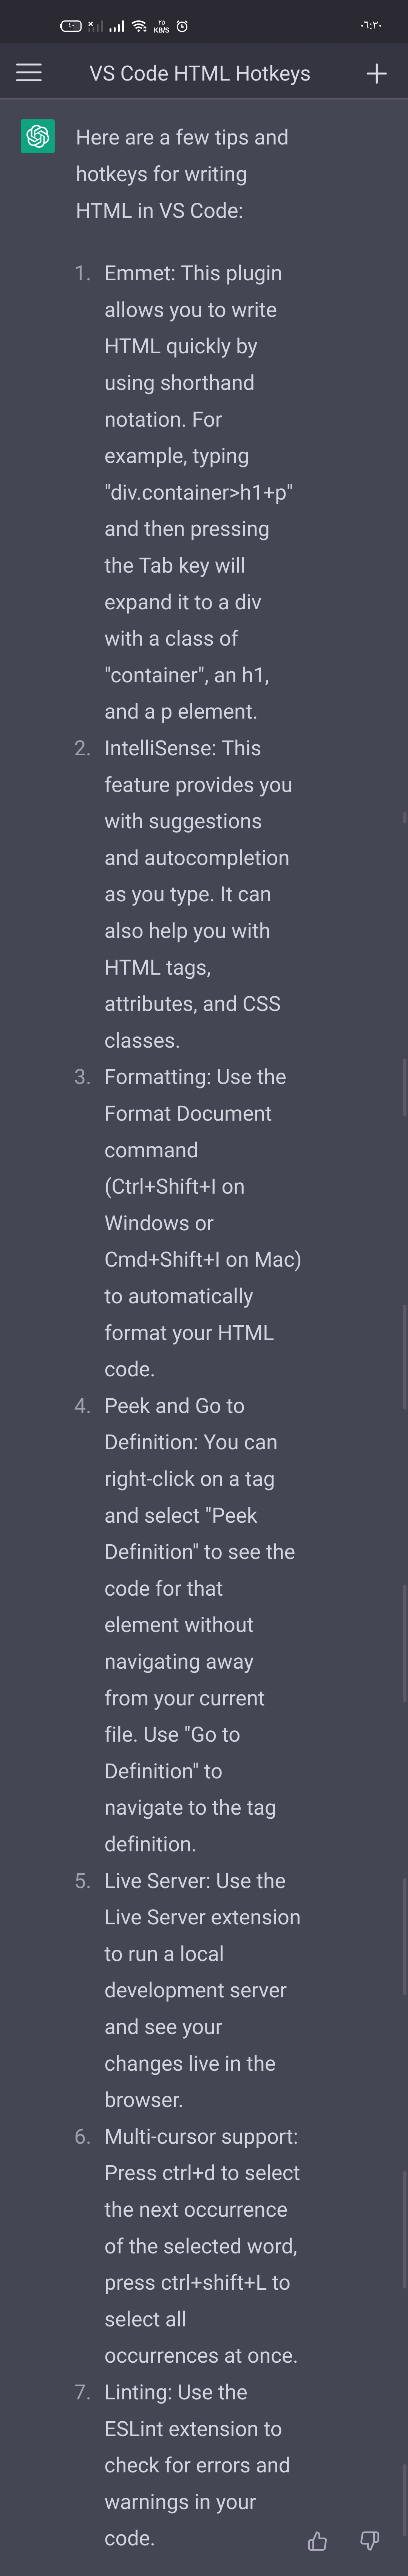 ٦٠ ٢٥ KB/S ٠٦:٣٠
VS Code HTML Hotkeys
Here are a few tips and
hotkeys for writing
HTML in VS Code:
1. Emmet: This plugin
allows you to write
HTML quickly by
using shorthand
notation. For
example, typing
"div.container>h1+p"
and then pressing
the Tab key will
expand it to a div
with a class of
"container", an h1,
and a p element.
2. IntelliSense: This
feature provides you
with suggestions
and autocompletion
as you type. It can
also help you with
HTML tags,
attributes, and CSS
classes.
3. Formatting: Use the
Format Document
command
(Ctrl+Shift+I on
Windows or
Cmd+Shift+I on Mac)
to automatically
format your HTML
code.
4. Peek and Go to
Definition: You can
right-click on a tag
and select "Peek
Definition" to see the
code for that
element without
navigating away
from your current
file. Use "Go to
Definition" to
navigate to the tag
definition.
5. Live Server: Use the
Live Server extension
to run a local
development server
and see your
changes live in the
browser.
6. Multi-cursor support:
Press ctrl+d to select
the next occurrence
of the selected word,
press ctrl+shift+L to
select all
occurrences at once.
7. Linting: Use the
ESLint extension to
check for errors and
warnings in your
code.